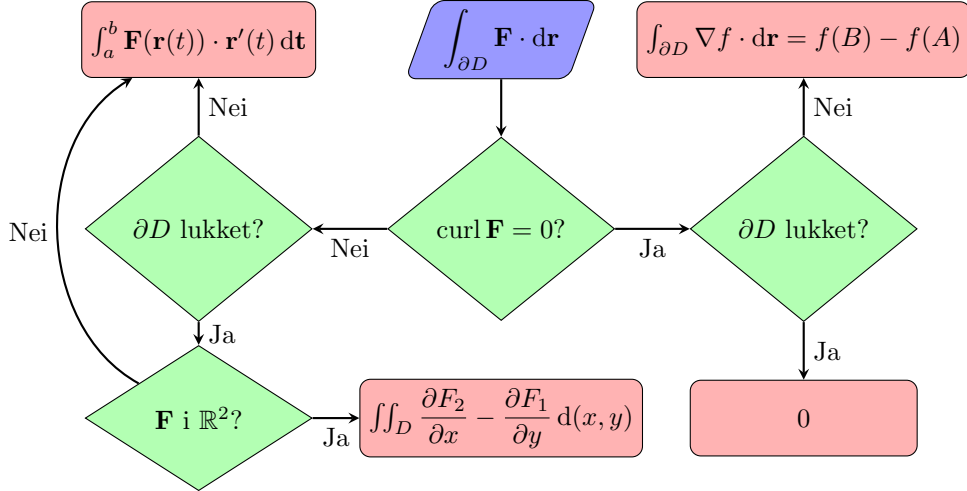 ∫_a^b 𝐅(𝐫(t)) · 𝐫′(t) d𝐭
∫_{∂D} 𝐅 · d𝐫
∫_{∂D} ∇f · d𝐫 = f(B) − f(A)
Nei
Nei
∂D lukket?
Nei
curl 𝐅 = 0?
Ja
∂D lukket?
Nei
Ja
Ja
𝐅 i ℝ²?
Ja
∬_D ∂F₂/∂x − ∂F₁/∂y d(x, y)
0